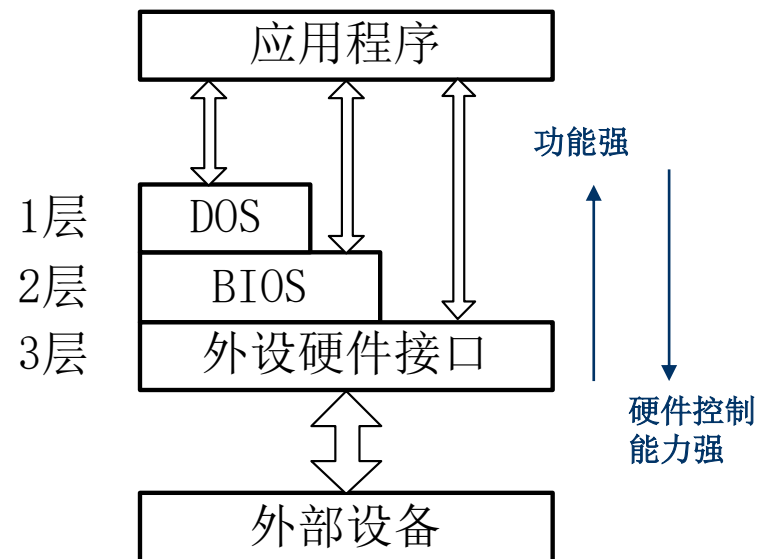 应用程序
功能强
1层 DOS
2层 BIOS
3层 外设硬件接口
硬件控制
能力强
外部设备